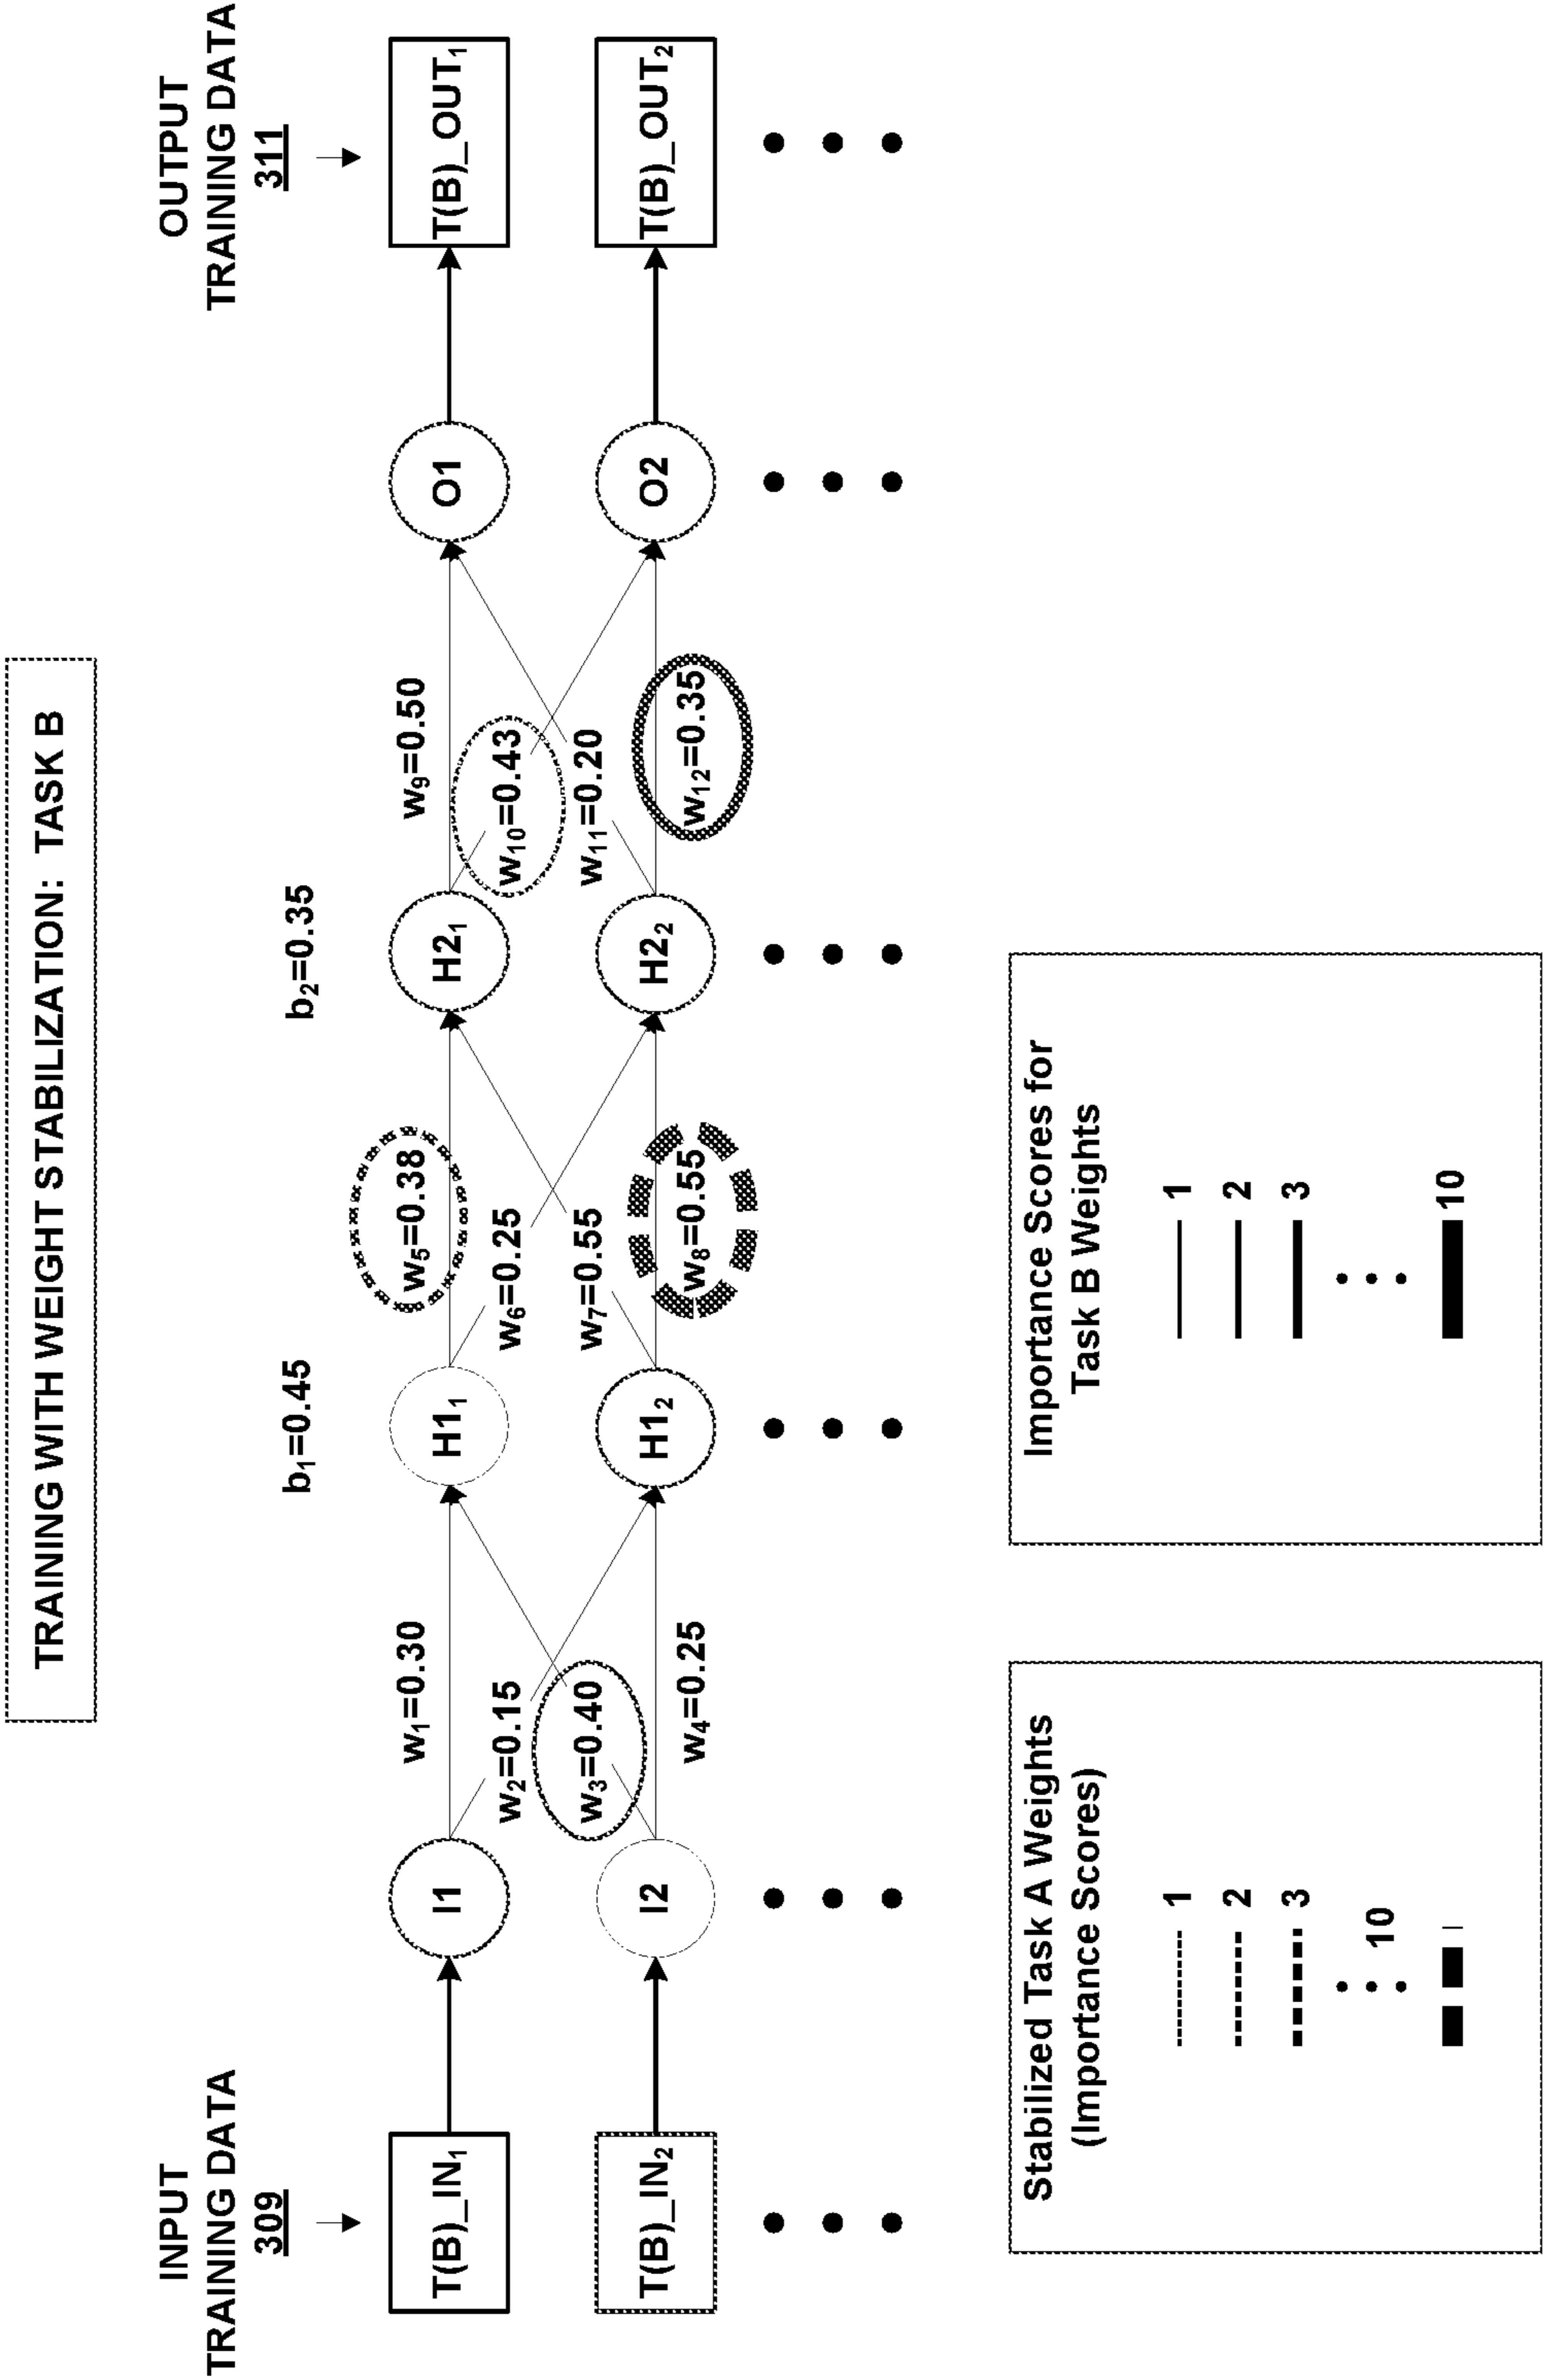 TRAINING WITH WEIGHT STABILIZATION: TASK B
INPUT
TRAINING DATA
309
OUTPUT
TRAINING DATA
311
b₁=0.45
b₂=0.35
T(B)_IN₁
I1
w₁=0.30
H1₁
w₅=0.38
H2₁
w₉=0.50
O1
T(B)_OUT₁
w₂=0.15
w₆=0.25
w₁₀=0.43
w₃=0.40
w₇=0.55
w₁₁=0.20
T(B)_IN₂
I2
w₄=0.25
H1₂
w₈=0.55
H2₂
w₁₂=0.35
O2
T(B)_OUT₂
Stabilized Task A Weights
(Importance Scores)
1
2
3
10
Importance Scores for
Task B Weights
1
2
3
10